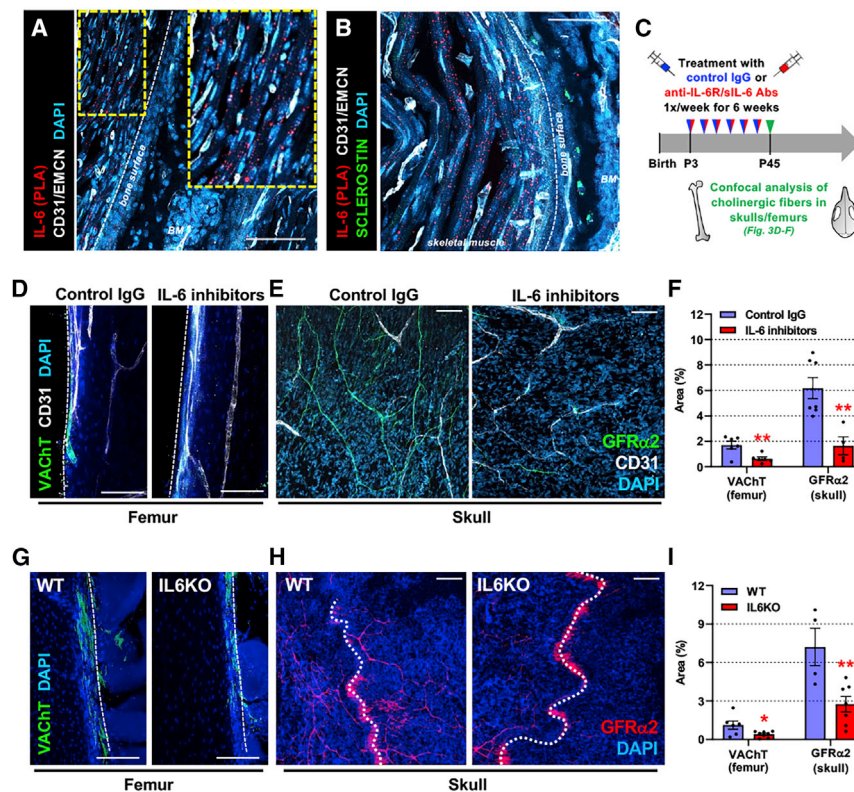 A
IL-6 (PLA)
CD31/EMCN DAPI
bone surface
BM
B
IL-6 (PLA) CD31/EMCN
SCLEROSTIN DAPI
skeletal muscle
bone surface
BM
C
Treatment with
control IgG or
anti-IL-6R/sIL-6 Abs
1x/week for 6 weeks
Birth P3 P45
Confocal analysis of
cholinergic fibers in
skulls/femurs
(Fig. 3D-F)
D
Control IgG IL-6 inhibitors
VAChT CD31 DAPI
Femur
E
Control IgG IL-6 inhibitors
GFRα2
CD31
DAPI
Skull
F
Control IgG
IL-6 inhibitors
Area (%)
12
10
8
6
4
2
0
**
**
VAChT GFRα2
(femur) (skull)
G
WT IL6KO
VAChT DAPI
Femur
H
WT IL6KO
GFRα2
DAPI
Skull
I
WT
IL6KO
Area (%)
12
9
6
3
0
*
**
VAChT GFRα2
(femur) (skull)